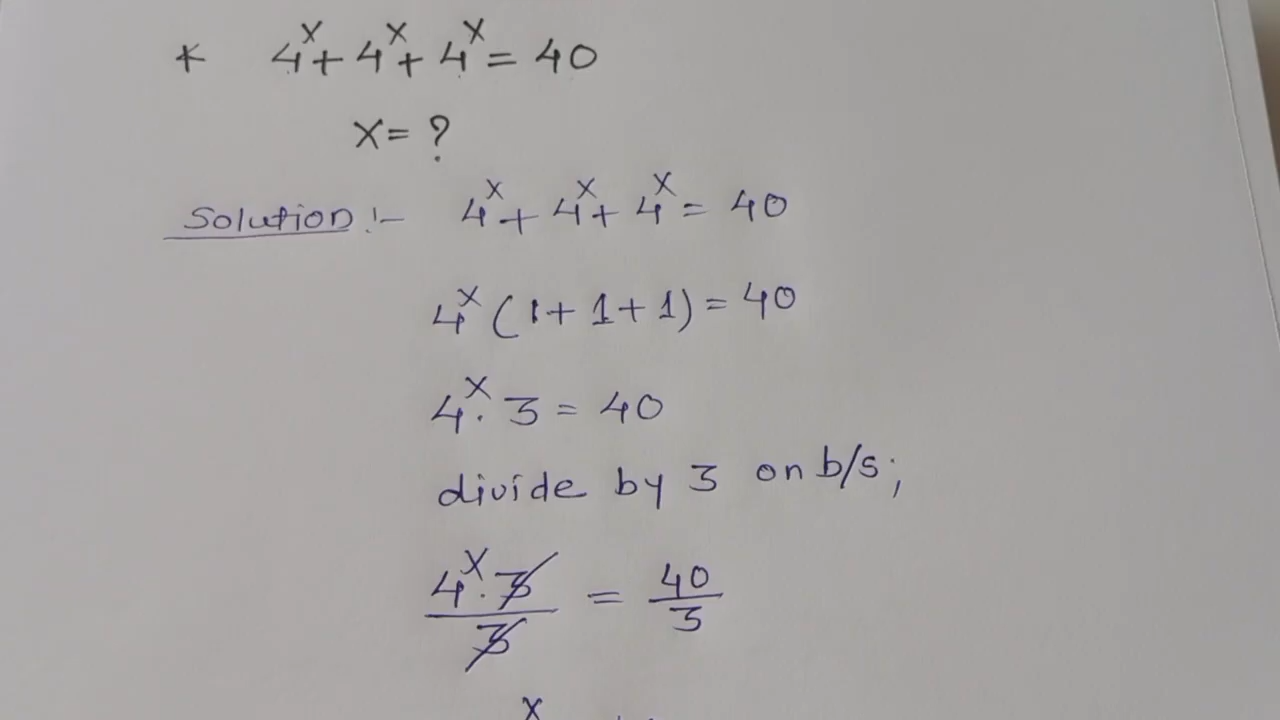 * 4^x + 4^x + 4^x = 40
x = ?
Solution :- 4^x + 4^x + 4^x = 40
4^x (1 + 1 + 1) = 40
4^x . 3 = 40
divide by 3 on b/s;
4^x . 3 / 3 = 40 / 3
x